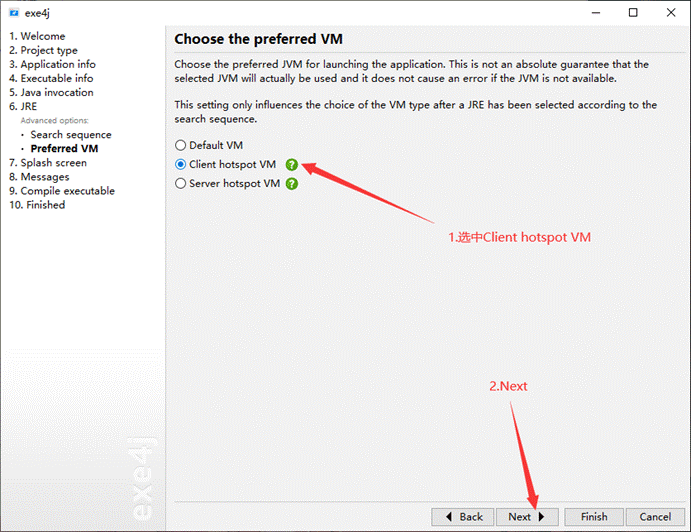 exe4j
1. Welcome
2. Project type
3. Application info
4. Executable info
5. Java invocation
6. JRE
Advanced options:
· Search sequence
· Preferred VM
7. Splash screen
8. Messages
9. Compile executable
10. Finished
exe4j
Choose the preferred VM
Choose the preferred JVM for launching the application. This is not an absolute guarantee that the
selected JVM will actually be used and it does not cause an error if the JVM is not available.
This setting only influences the choice of the VM type after a JRE has been selected according to the
search sequence.
Default VM
Client hotspot VM ?
Server hotspot VM ?
1.选中Client hotspot VM
2.Next
Back Next Finish Cancel